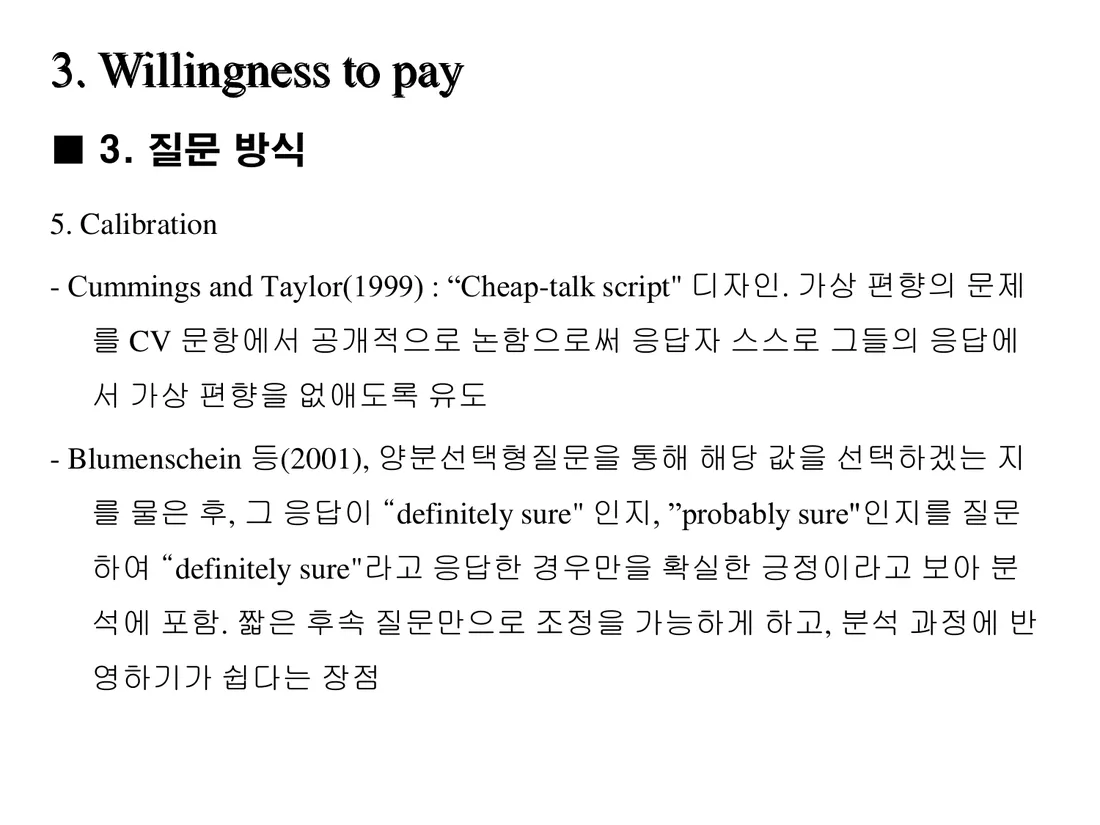 3. Willingness to pay
■ 3. 질문 방식
5. Calibration
- Cummings and Taylor(1999) : “Cheap-talk script" 디자인. 가상 편향의 문제
를 CV 문항에서 공개적으로 논함으로써 응답자 스스로 그들의 응답에
서 가상 편향을 없애도록 유도
- Blumenschein 등(2001), 양분선택형질문을 통해 해당 값을 선택하겠는 지
를 물은 후, 그 응답이 “definitely sure" 인지, ”probably sure"인지를 질문
하여 “definitely sure"라고 응답한 경우만을 확실한 긍정이라고 보아 분
석에 포함. 짧은 후속 질문만으로 조정을 가능하게 하고, 분석 과정에 반
영하기가 쉽다는 장점